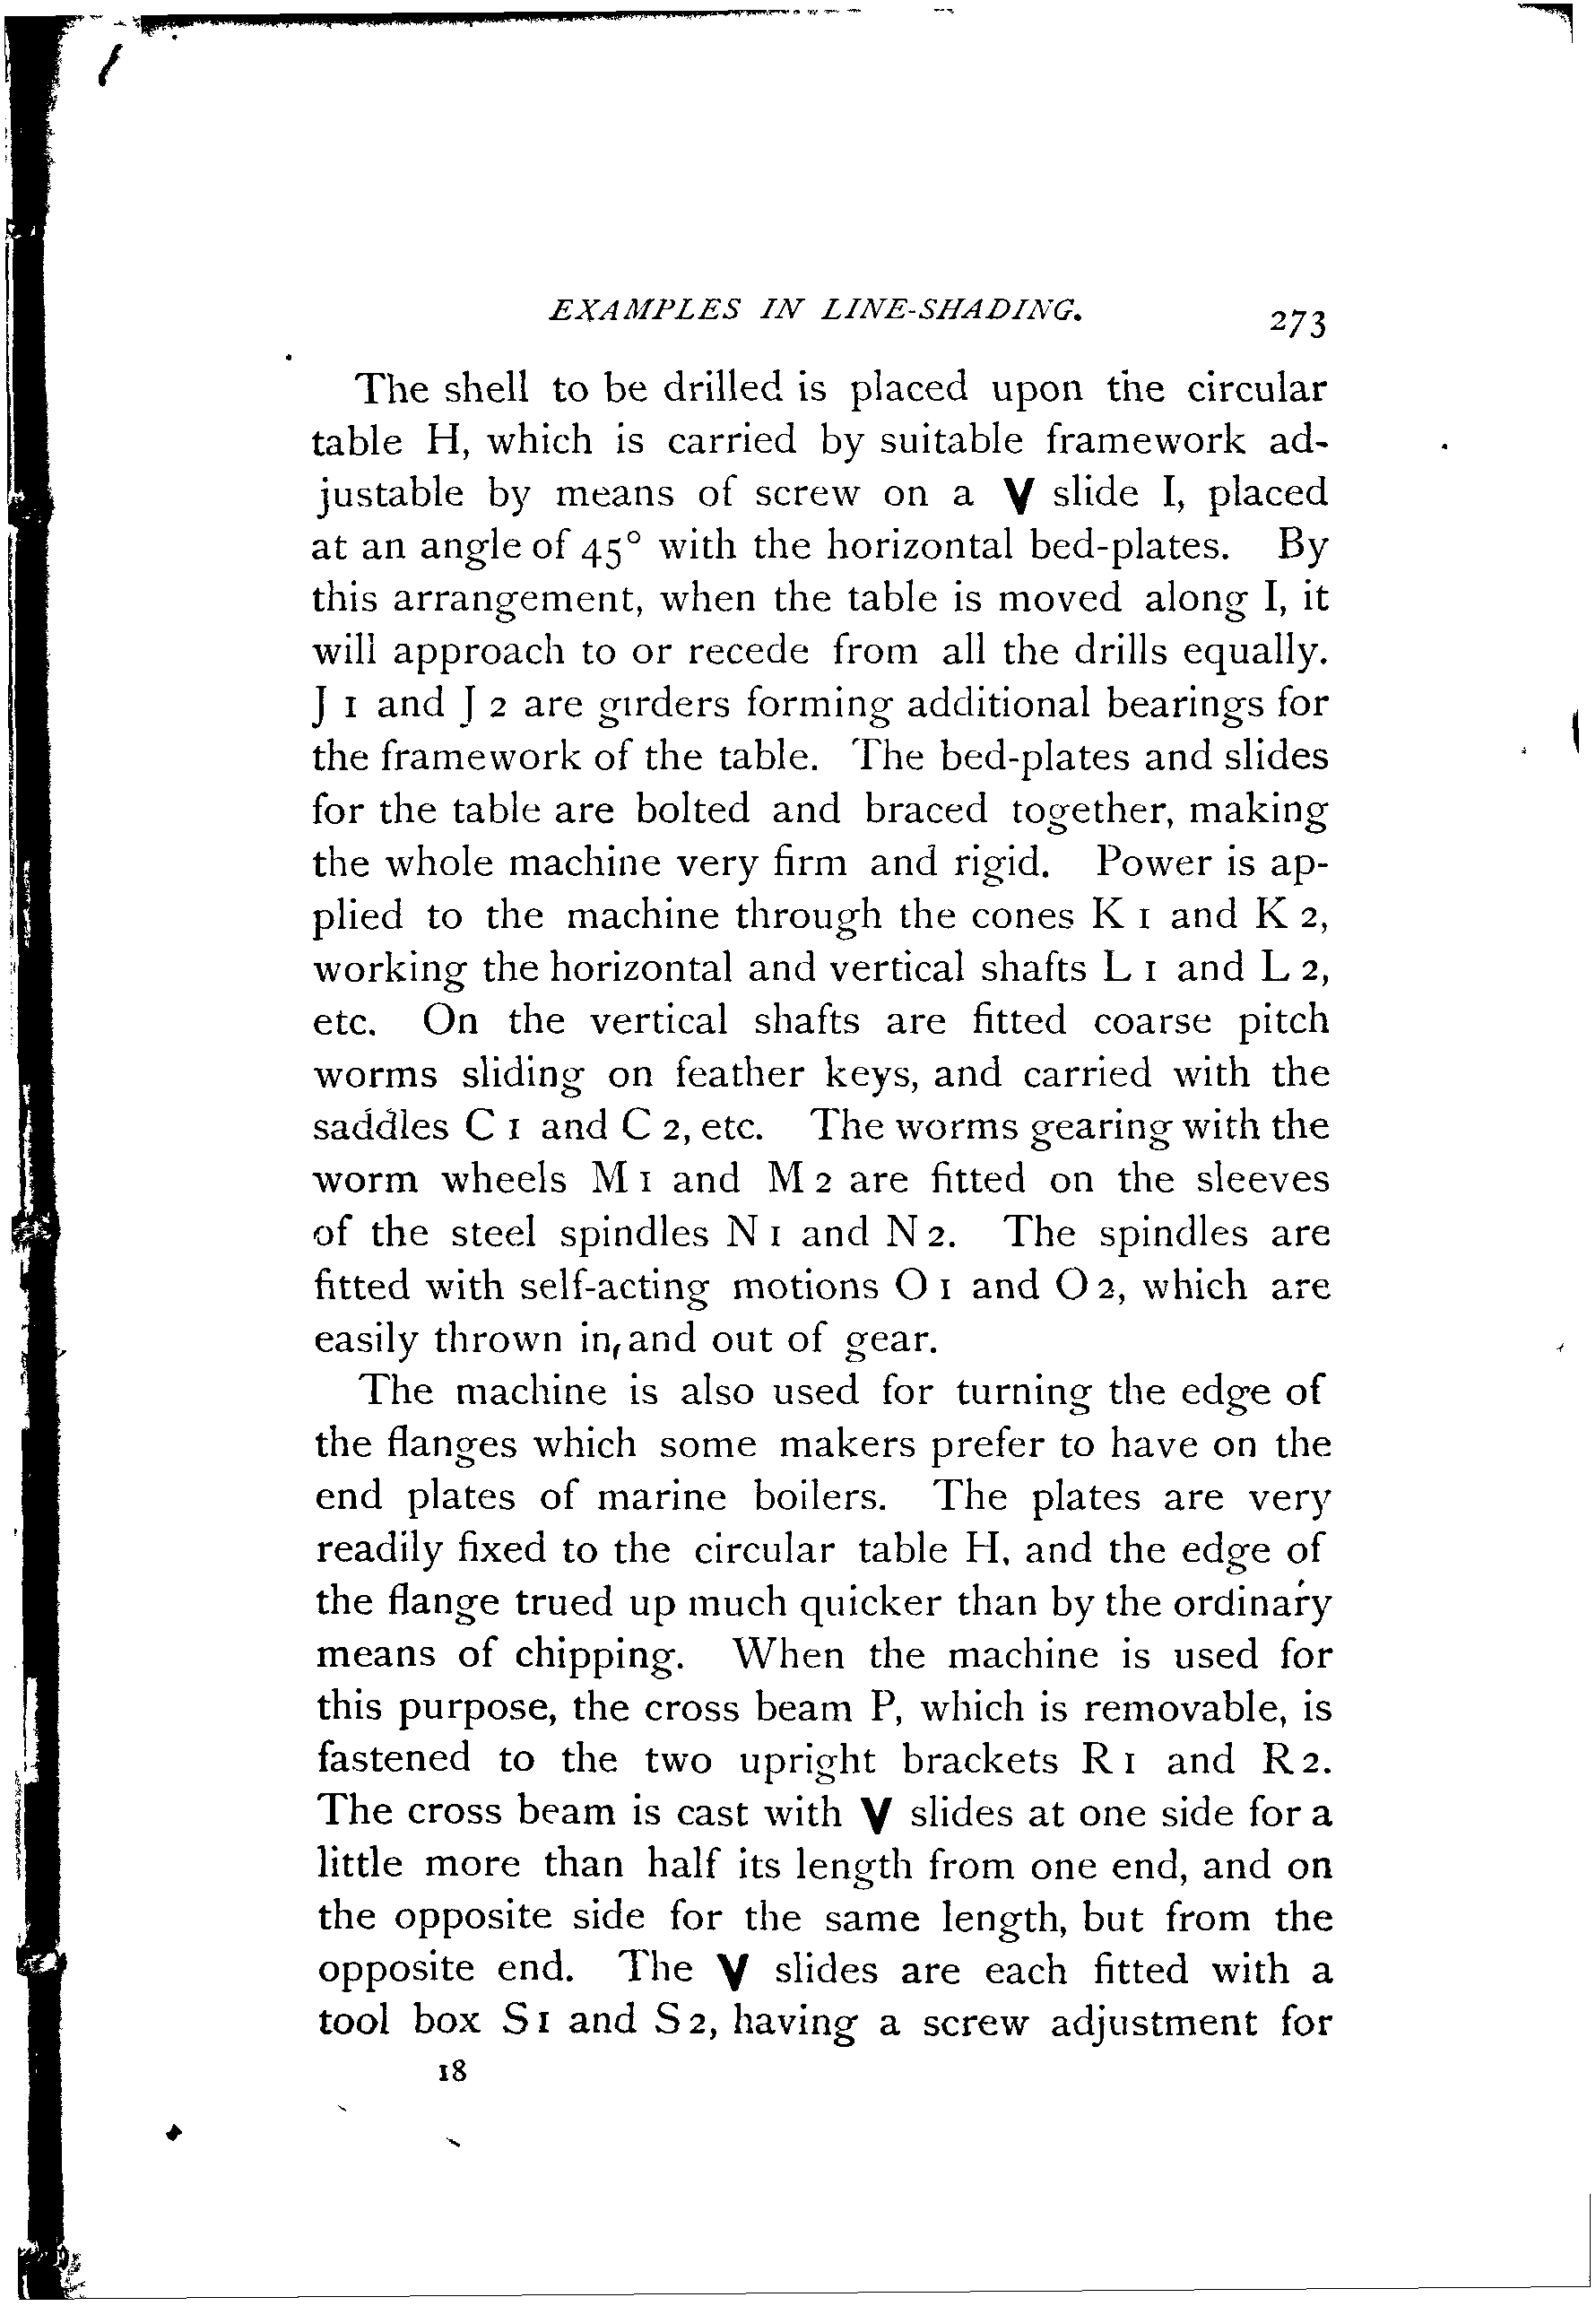 EXAMPLES IN LINE-SHADING. 273
The shell to be drilled is placed upon the circular
table H, which is carried by suitable framework ad-
justable by means of screw on a V slide I, placed
at an angle of 45° with the horizontal bed-plates. By
this arrangement, when the table is moved along I, it
will approach to or recede from all the drills equally.
J 1 and J 2 are girders forming additional bearings for
the framework of the table. The bed-plates and slides
for the table are bolted and braced together, making
the whole machine very firm and rigid. Power is ap-
plied to the machine through the cones K 1 and K 2,
working the horizontal and vertical shafts L 1 and L 2,
etc. On the vertical shafts are fitted coarse pitch
worms sliding on feather keys, and carried with the
saddles C 1 and C 2, etc. The worms gearing with the
worm wheels M 1 and M 2 are fitted on the sleeves
of the steel spindles N 1 and N 2. The spindles are
fitted with self-acting motions O 1 and O 2, which are
easily thrown in, and out of gear.
The machine is also used for turning the edge of
the flanges which some makers prefer to have on the
end plates of marine boilers. The plates are very
readily fixed to the circular table H, and the edge of
the flange trued up much quicker than by the ordinary
means of chipping. When the machine is used for
this purpose, the cross beam P, which is removable, is
fastened to the two upright brackets R 1 and R 2.
The cross beam is cast with V slides at one side for a
little more than half its length from one end, and on
the opposite side for the same length, but from the
opposite end. The V slides are each fitted with a
tool box S 1 and S 2, having a screw adjustment for
18